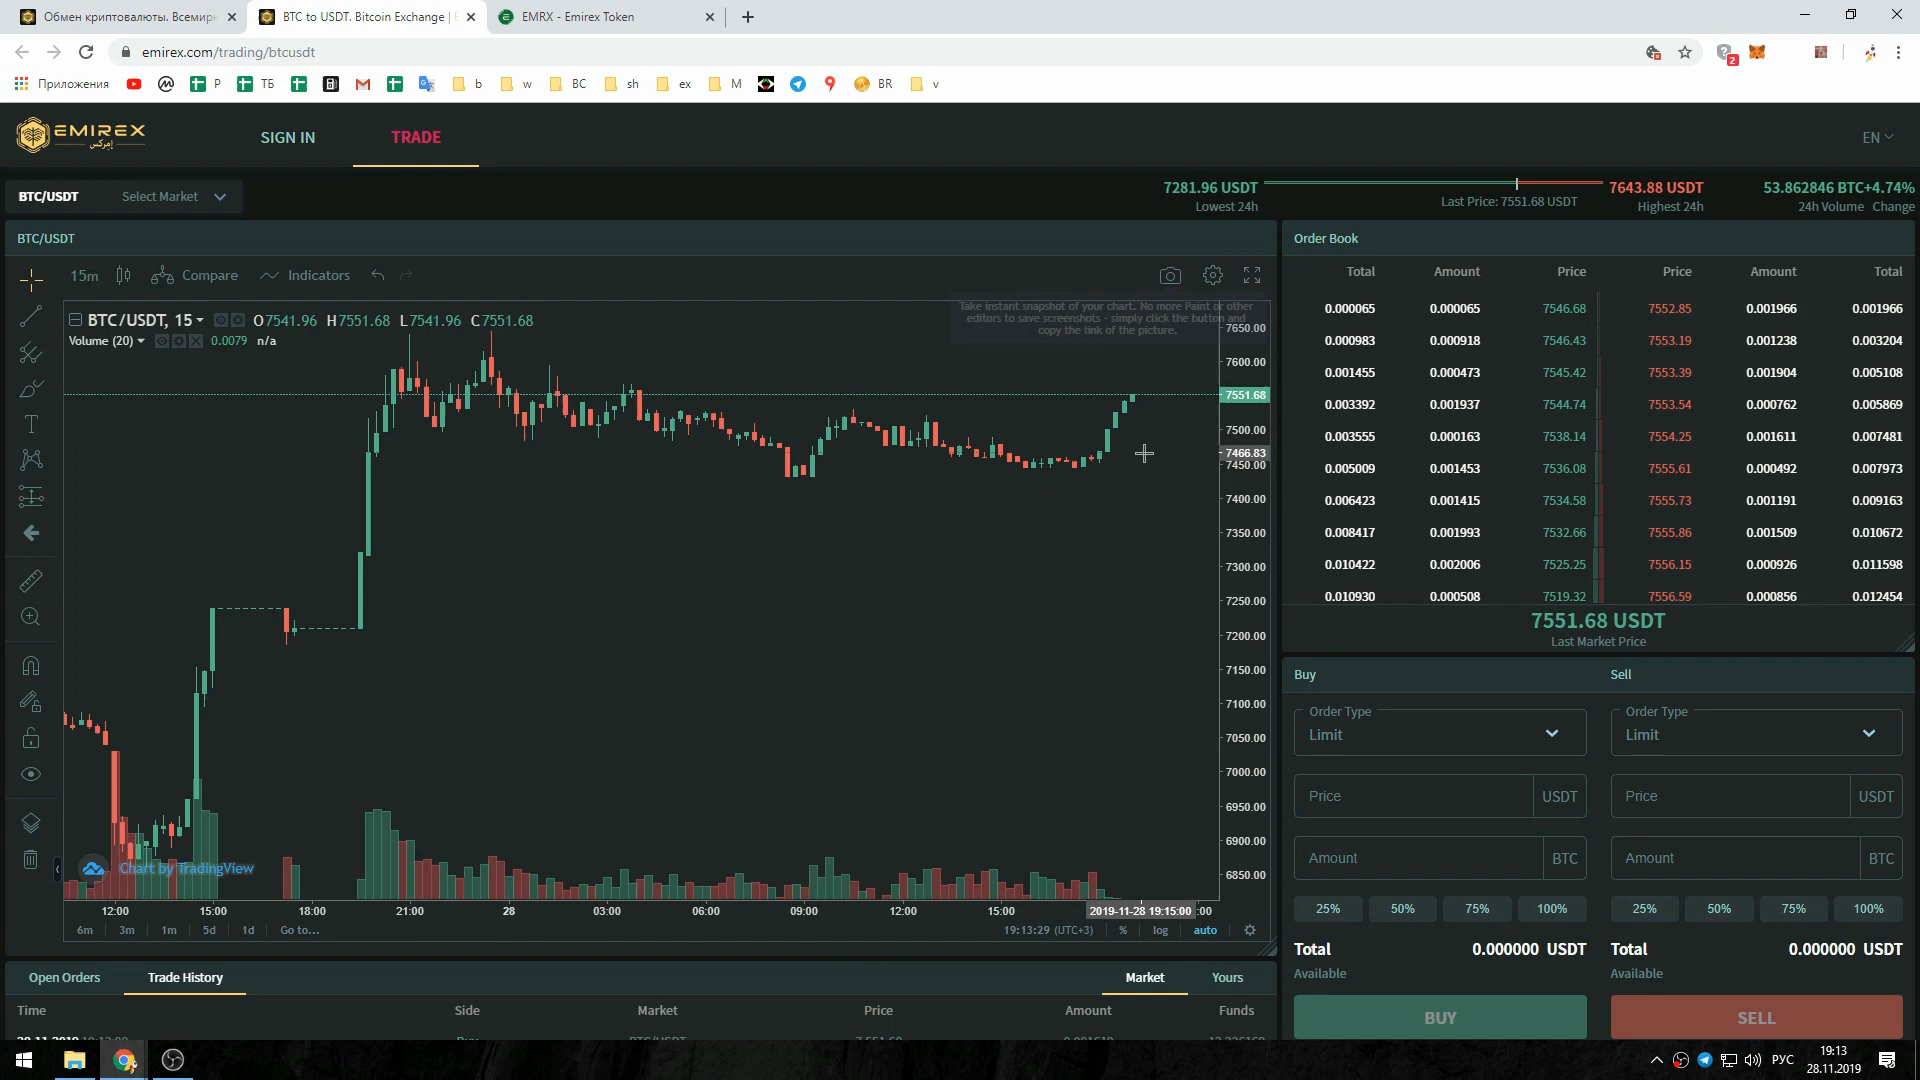 Обмен криптовалюты. Всемирн
BTC to USDT. Bitcoin Exchange | E
EMRX - Emirex Token
emirex.com/trading/btcusdt
2
Приложения
P
ТБ
b
w
BC
sh
ex
M
BR
v
EMIREX
إمركس
SIGN IN
TRADE
EN
BTC/USDT
Select Market
7281.96 USDT
Lowest 24h
Last Price: 7551.68 USDT
7643.88 USDT
Highest 24h
53.862846 BTC+4.74%
24h Volume Change
BTC/USDT
15m
Compare
Indicators
Take instant snapshot of your chart. No more Paint or other
editors to save screenshots - simply click the button and
copy the link of the picture.
BTC/USDT, 15 O7541.96 H7551.68 L7541.96 C7551.68
Volume (20) 0.0079 n/a
7650.00
7600.00
7551.68
7500.00
7466.83
7450.00
7400.00
7350.00
7300.00
7250.00
7200.00
7150.00
7100.00
7050.00
7000.00
6950.00
6900.00
6850.00
Chart by TradingView
12:00 15:00 18:00 21:00 28 03:00 06:00 09:00 12:00 15:00 2019-11-28 19:15:00 :00
6m 3m 1m 5d 1d Go to... 19:13:29 (UTC+3) % log auto
Order Book
Total Amount Price Price Amount Total
0.000065 0.000065 7546.68 7552.85 0.001966 0.001966
0.000983 0.000918 7546.43 7553.19 0.001238 0.003204
0.001455 0.000473 7545.42 7553.39 0.001904 0.005108
0.003392 0.001937 7544.74 7553.54 0.000762 0.005869
0.003555 0.000163 7538.14 7554.25 0.001611 0.007481
0.005009 0.001453 7536.08 7555.61 0.000492 0.007973
0.006423 0.001415 7534.58 7555.73 0.001191 0.009163
0.008417 0.001993 7532.66 7555.86 0.001509 0.010672
0.010422 0.002006 7525.25 7556.15 0.000926 0.011598
0.010930 0.000508 7519.32 7556.59 0.000856 0.012454
7551.68 USDT
Last Market Price
Buy
Sell
Order Type
Limit
Order Type
Limit
Price USDT
Price USDT
Amount BTC
Amount BTC
25% 50% 75% 100%
25% 50% 75% 100%
Total 0.000000 USDT
Available
Total 0.000000 USDT
Available
BUY
SELL
Open Orders
Trade History
Market
Yours
Time Side Market Price Amount Funds
РУС
19:13
28.11.2019